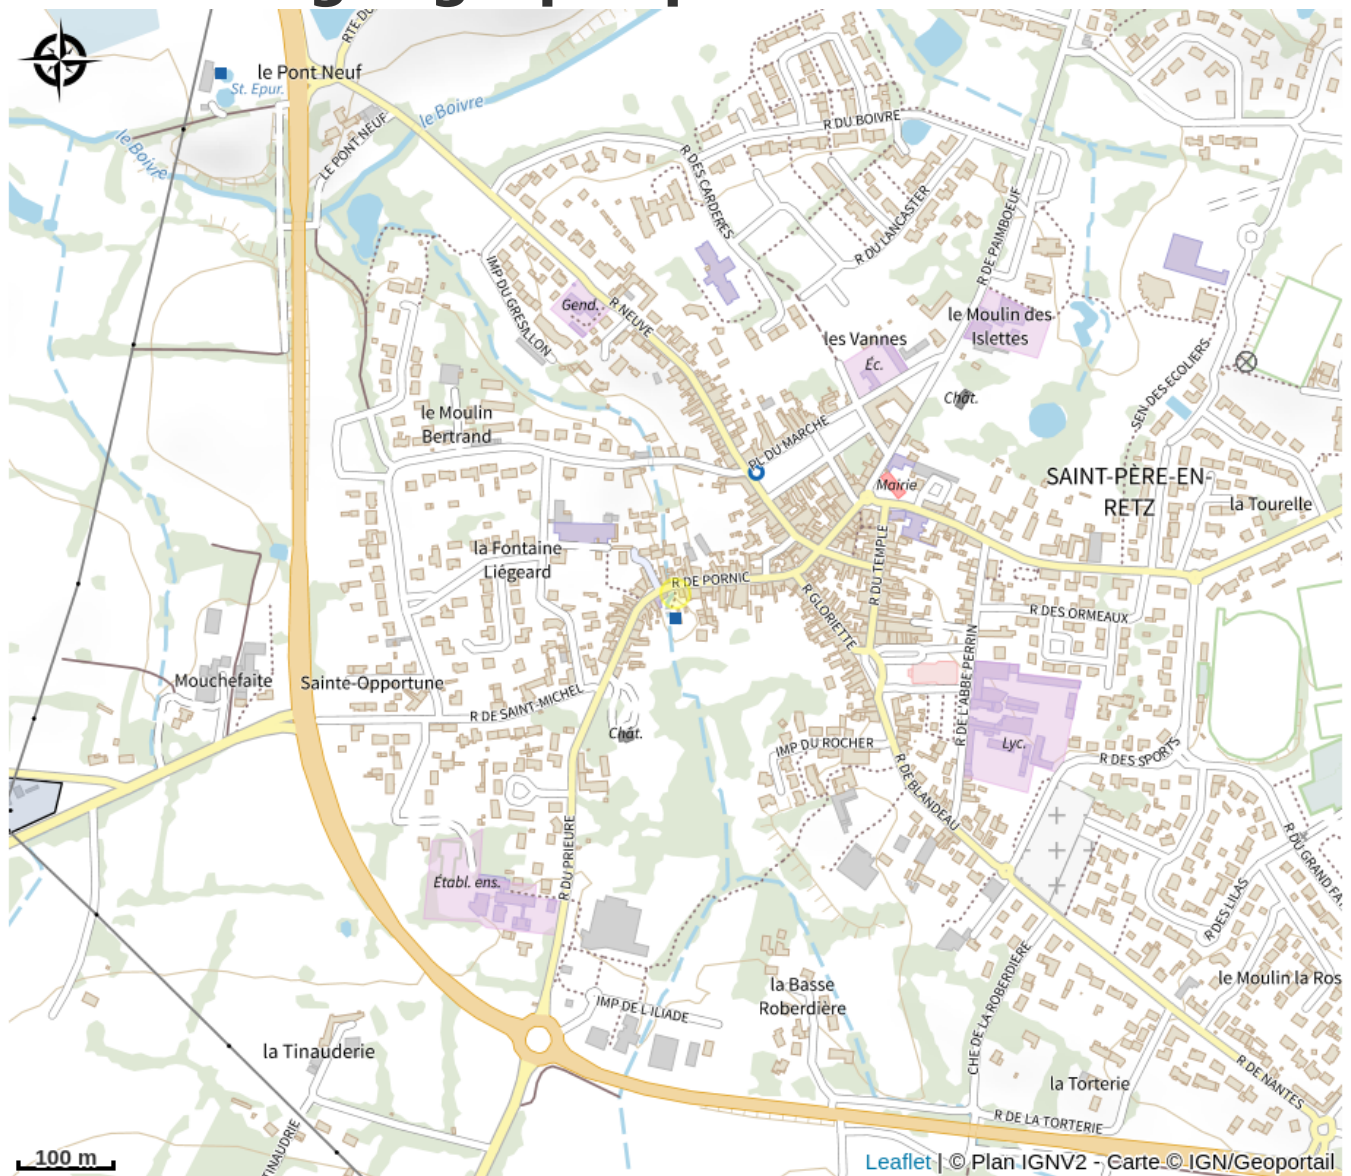 RTE DU
le Pont Neuf
St. Epur.
le Boivre
le Boivre
LE PONT NEUF
R DU BOIVRE
R DES CARDERIES
R DU LANCASTER
R DE PAIMBOEUF
IMP DU GRESILLON
Gend.
R NEUVE
le Moulin des
Islettes
les Vannes
Éc.
Chât.
SEN-DES-ECOLIERS
le Moulin
Bertrand
PL DU MARCHE
Mairie
SAINT-PÈRE-EN-
RETZ
la Tourelle
la Fontaine
Liégeard
R DE PORNIC
R DU TEMPLE
R GLORIETTE
R DES ORMEAUX
R DE L'ABBE PERRIN
Mouchefaite
Sainte-Opportune
R DE SAINT-MICHEL
Chât.
IMP DU ROCHER
Lyc.
R DES SPORTS
R DE BLANDEAU
R DU PRIEURE
Établ. ens.
R DU GRAND FA
R DES LILAS
le Moulin la Ros
la Basse
Roberdière
IMP DE L'ILIADE
CHE DE LA ROBERDIERE
la Tinauderie
la Torterie
R DE NANTES
R DE LA TORTERIE
TINAUDRIE
100 m
Leaflet | © Plan IGNV2 - Carte © IGN/Geoportail